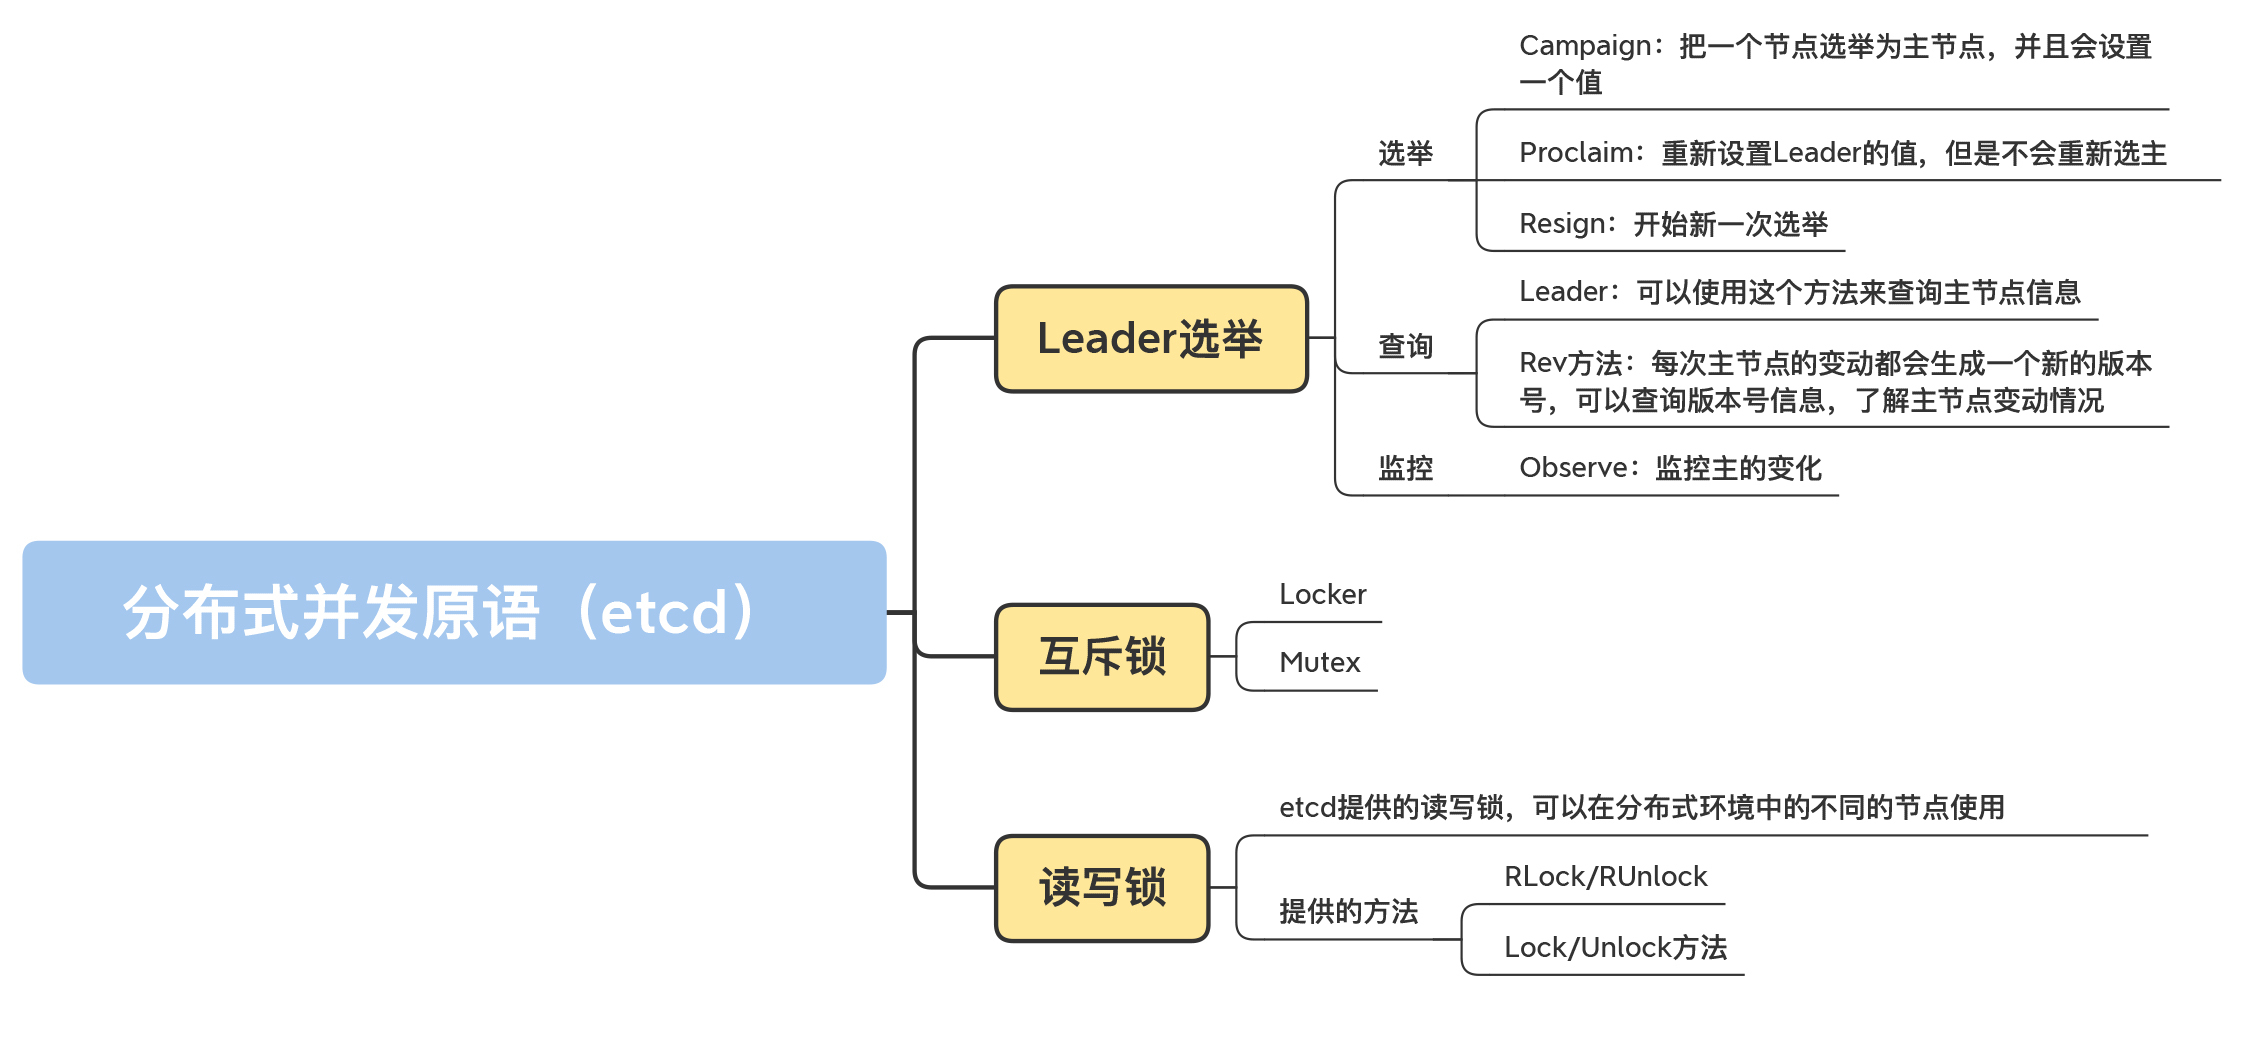 分布式并发原语（etcd）
Leader选举
选举
Campaign：把一个节点选举为主节点，并且会设置
一个值
Proclaim：重新设置Leader的值，但是不会重新选主
Resign：开始新一次选举
查询
Leader：可以使用这个方法来查询主节点信息
Rev方法：每次主节点的变动都会生成一个新的版本
号，可以查询版本号信息，了解主节点变动情况
监控
Observe：监控主的变化
互斥锁
Locker
Mutex
读写锁
etcd提供的读写锁，可以在分布式环境中的不同的节点使用
提供的方法
RLock/RUnlock
Lock/Unlock方法